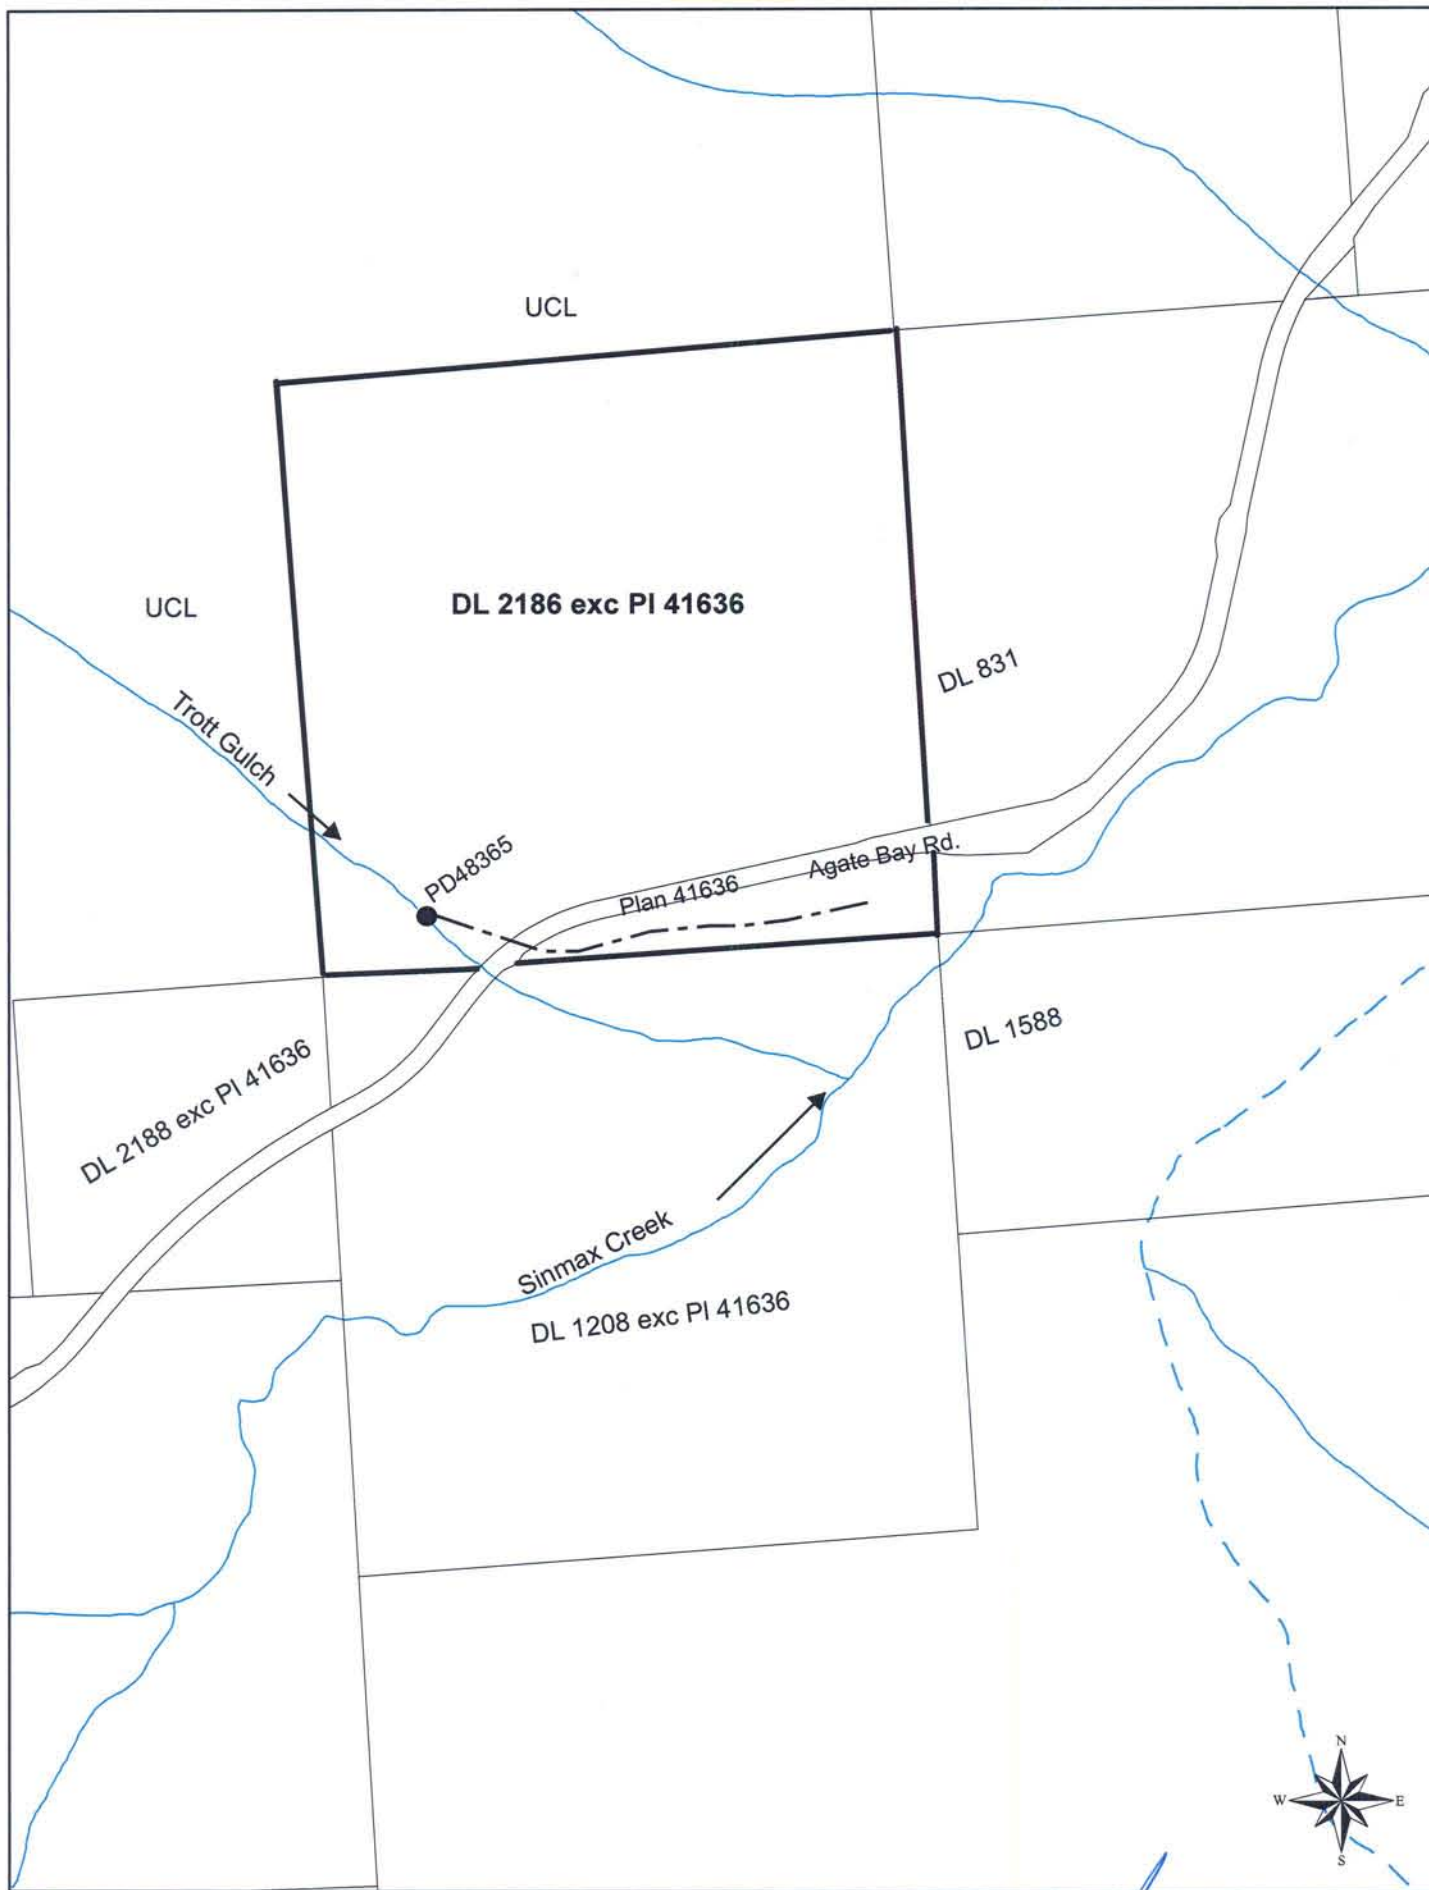 UCL
UCL
DL 2186 exc Pl 41636
DL 831
Trott Gulch
PD48365
Agate Bay Rd.
Plan 41636
DL 1588
DL 2188 exc Pl 41636
Sinmax Creek
DL 1208 exc Pl 41636
N
W
E
S